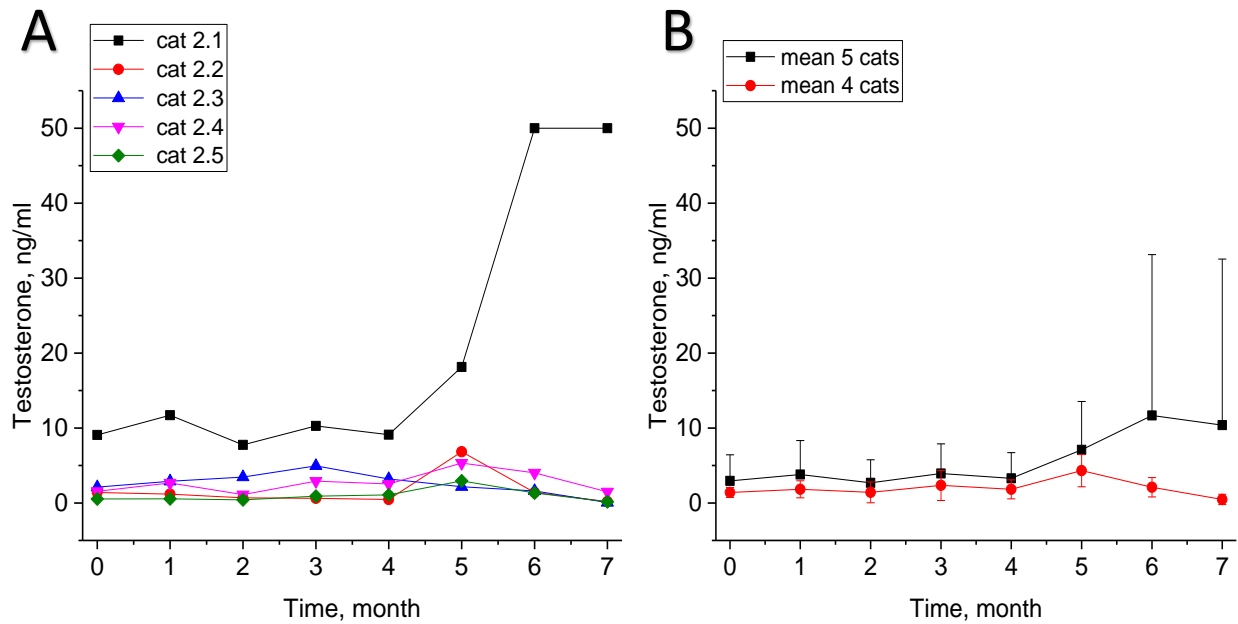 A
cat 2.1
cat 2.2
cat 2.3
cat 2.4
cat 2.5
Testosterone, ng/ml
50
40
30
20
10
0
0 1 2 3 4 5 6 7
Time, month
B
mean 5 cats
mean 4 cats
Testosterone, ng/ml
50
40
30
20
10
0
0 1 2 3 4 5 6 7
Time, month